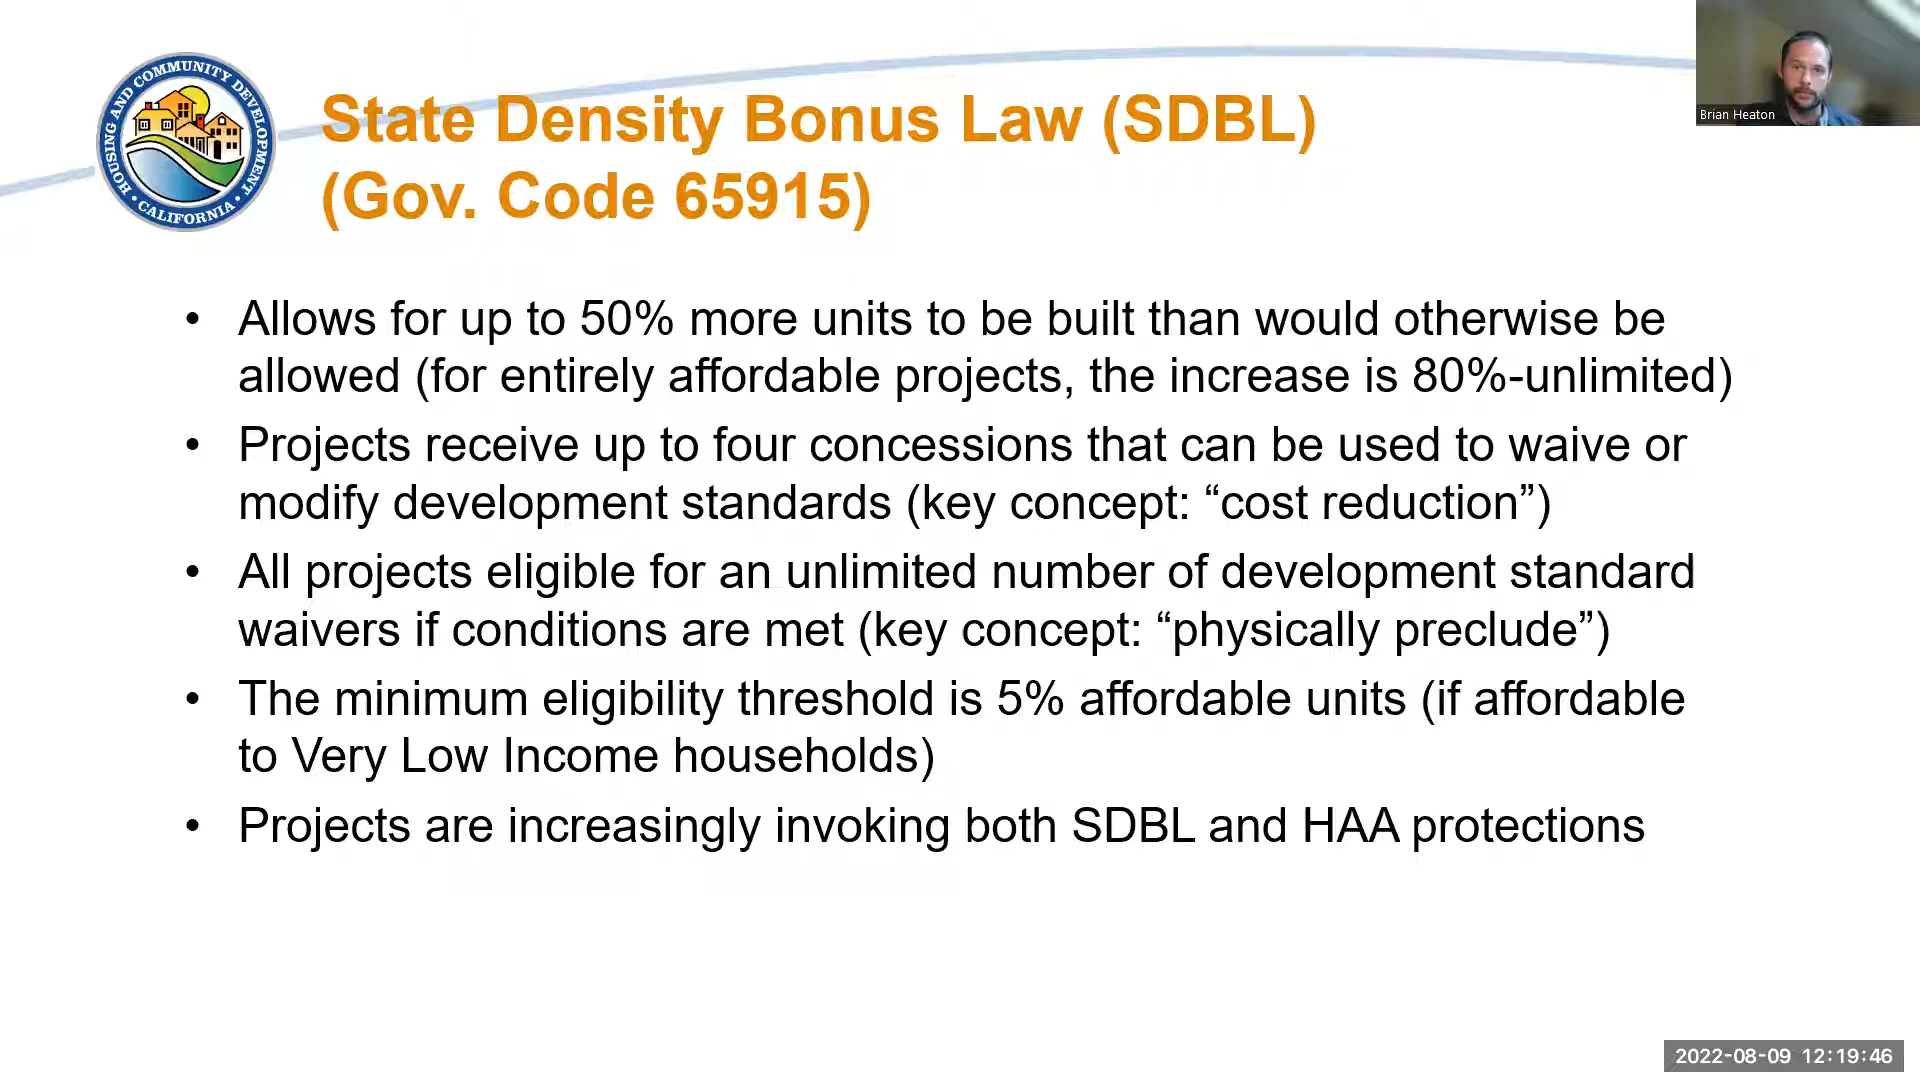 HOUSING AND COMMUNITY DEVELOPMENT
• CALIFORNIA •
State Density Bonus Law (SDBL)
(Gov. Code 65915)
Brian Heaton
• Allows for up to 50% more units to be built than would otherwise be
allowed (for entirely affordable projects, the increase is 80%-unlimited)
• Projects receive up to four concessions that can be used to waive or
modify development standards (key concept: “cost reduction”)
• All projects eligible for an unlimited number of development standard
waivers if conditions are met (key concept: “physically preclude”)
• The minimum eligibility threshold is 5% affordable units (if affordable
to Very Low Income households)
• Projects are increasingly invoking both SDBL and HAA protections
2022-08-09 12:19:46